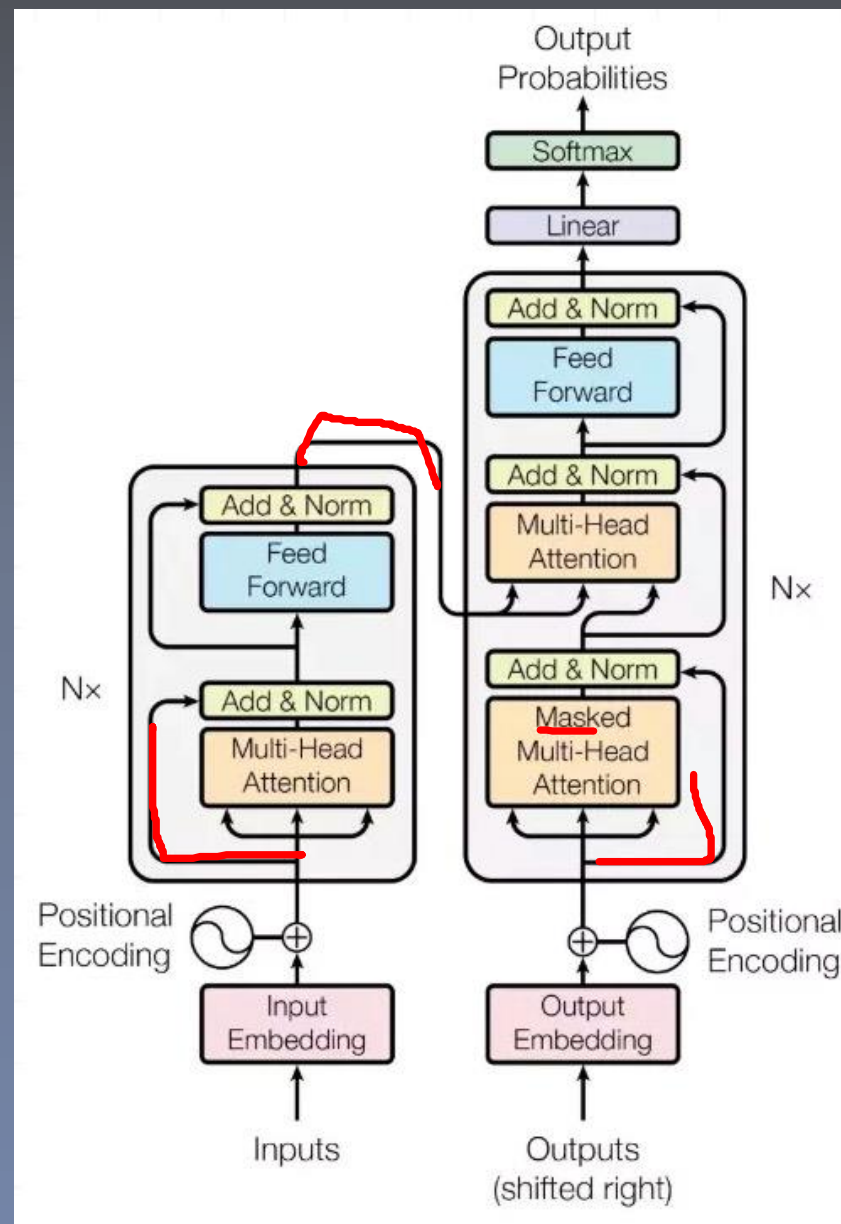 Output
Probabilities
Softmax
Linear
Add & Norm
Feed
Forward
Add & Norm
Multi-Head
Attention
Nx
Add & Norm
Masked
Multi-Head
Attention
Positional
Encoding
Output
Embedding
Outputs
(shifted right)
Add & Norm
Feed
Forward
Nx
Add & Norm
Multi-Head
Attention
Positional
Encoding
Input
Embedding
Inputs